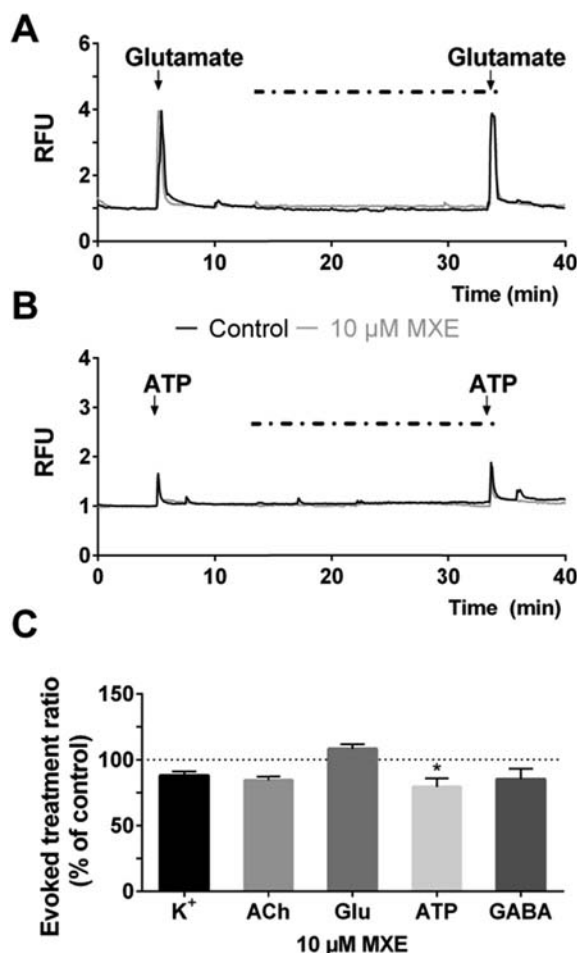 A
Glutamate Glutamate
6
4
2
0
RFU
0 10 20 30 40
Time (min)
B
Control 10 µM MXE
ATP ATP
4
3
2
1
0
RFU
0 10 20 30 40
Time (min)
C
Evoked treatment ratio
(% of control)
150
100
75
50
25
0
*
K+ ACh Glu ATP GABA
10 µM MXE